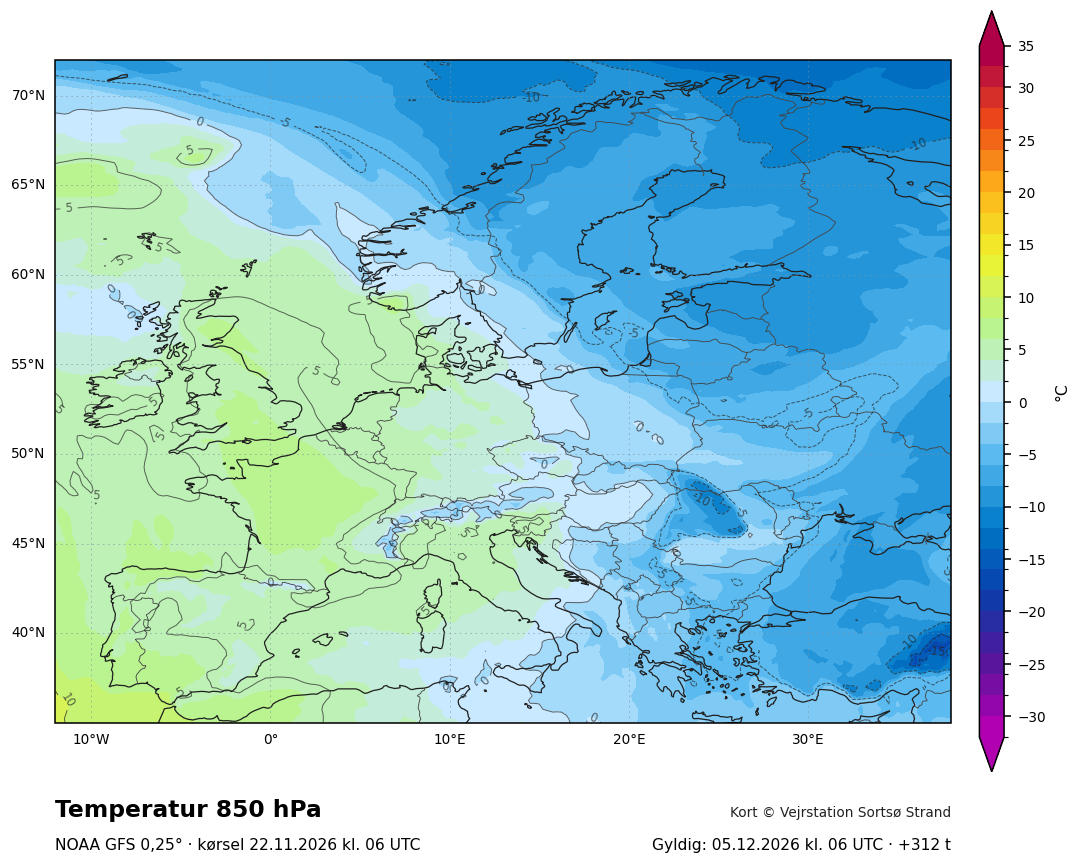 70°N
65°N
60°N
55°N
50°N
45°N
40°N
10°W
0°
10°E
20°E
30°E
35
30
25
20
15
10
5
0
−5
−10
−15
−20
−25
−30
°C
Temperatur 850 hPa
Kort © Vejrstation Sortsø Strand
NOAA GFS 0,25° · kørsel 22.11.2026 kl. 06 UTC
Gyldig: 05.12.2026 kl. 06 UTC · +312 t